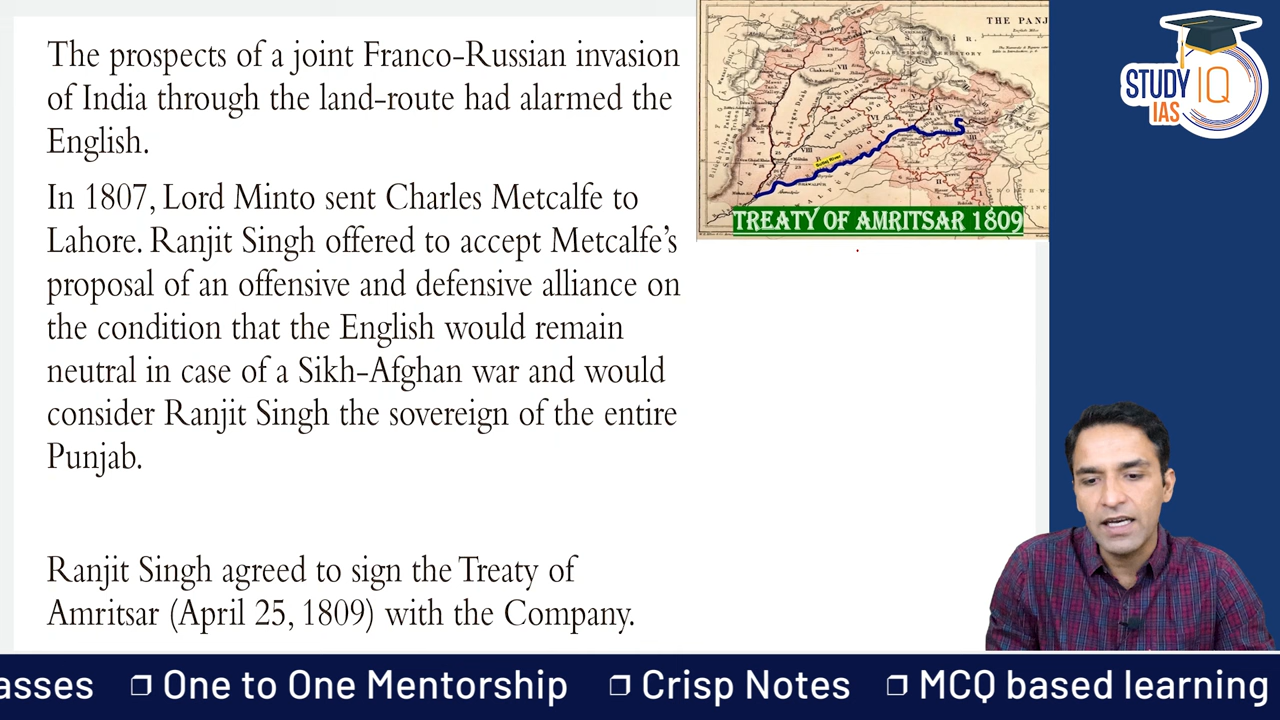 The prospects of a joint Franco-Russian invasion
of India through the land-route had alarmed the
English.
In 1807, Lord Minto sent Charles Metcalfe to
Lahore. Ranjit Singh offered to accept Metcalfe's
proposal of an offensive and defensive alliance on
the condition that the English would remain
neutral in case of a Sikh-Afghan war and would
consider Ranjit Singh the sovereign of the entire
Punjab.
Ranjit Singh agreed to sign the Treaty of
Amritsar (April 25, 1809) with the Company.
THE PANJ
TREATY OF AMRITSAR 1809
STUDY IQ
IAS
asses ❐ One to One Mentorship ❐ Crisp Notes ❐ MCQ based learning